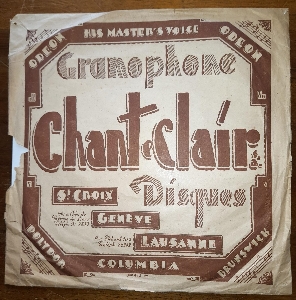 HIS MASTER'S VOICE
ODEON
ODEON
Gramophone
Chant Clair
S.A.
St CROIX
Disques
GENÈVE
LAUSANNE
POLYDOR
COLUMBIA
BRUNSWICK